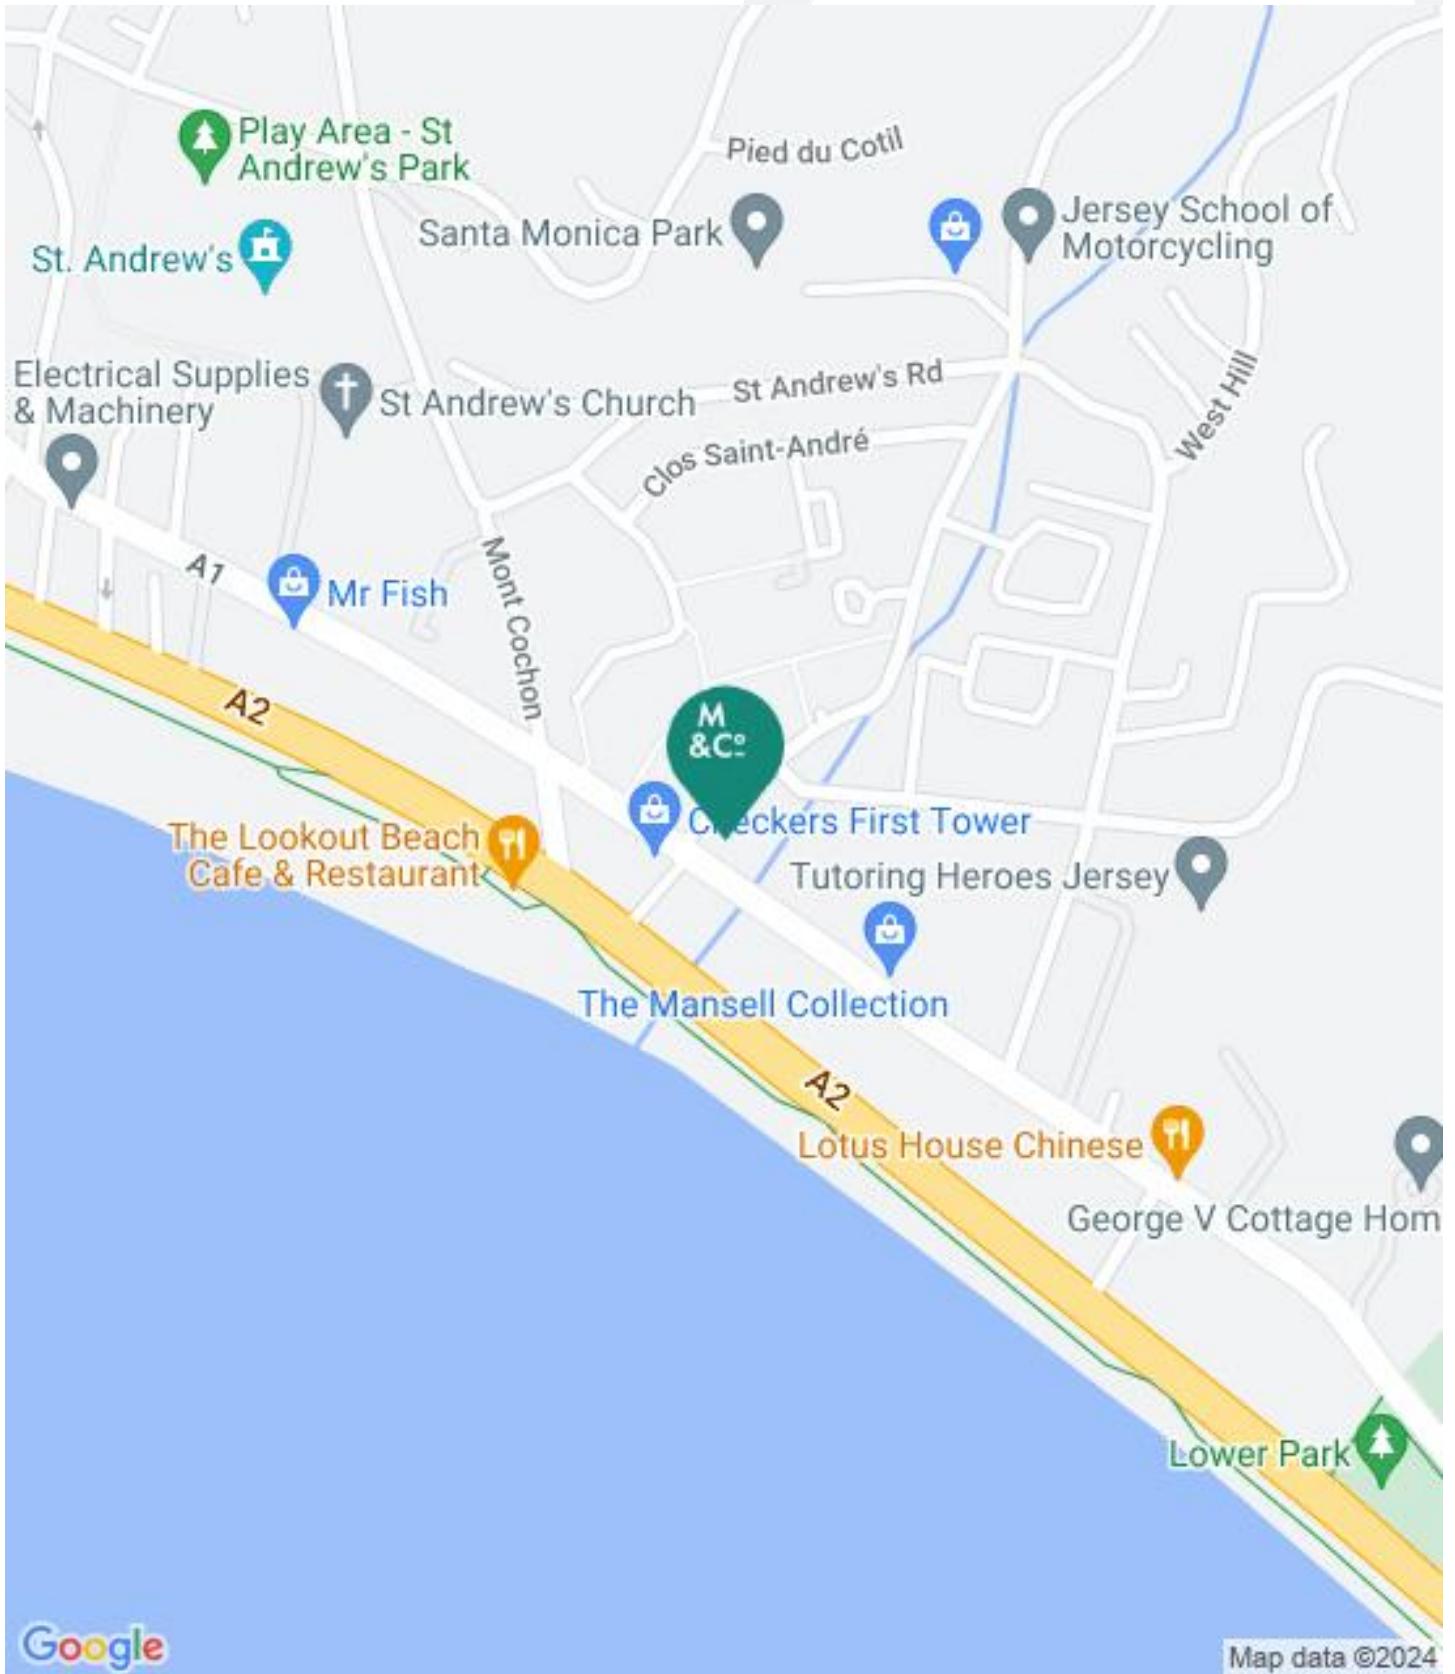 Play Area - St
Andrew's Park
Pied du Cotil
Santa Monica Park
Jersey School of
Motorcycling
St. Andrew's
Electrical Supplies
& Machinery
St Andrew's Church
St Andrew's Rd
West Hill
Clos Saint-André
A1
Mr Fish
Mont Cochon
A2
M
&Cº
The Lookout Beach
Cafe & Restaurant
Checkers First Tower
Tutoring Heroes Jersey
The Mansell Collection
A2
Lotus House Chinese
George V Cottage Hom
Lower Park
Google
Map data ©2024